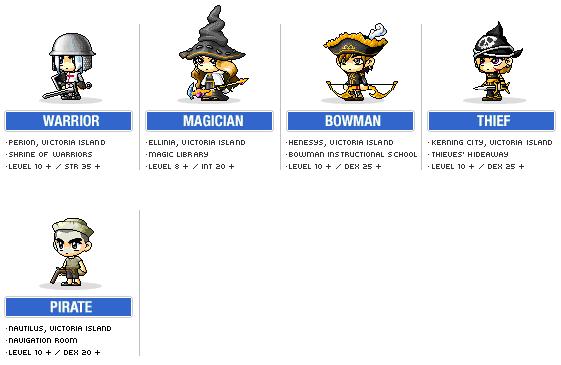 WARRIOR
· PERION, VICTORIA ISLAND
· SHRINE OF WARRIORS
· LEVEL 10 + / STR 35 +
MAGICIAN
· ELLINIA, VICTORIA ISLAND
· MAGIC LIBRARY
· LEVEL 8 + / INT 20 +
BOWMAN
· HENESYS, VICTORIA ISLAND
· BOWMAN INSTRUCTIONAL SCHOOL
· LEVEL 10 + / DEX 25 +
THIEF
· KERNING CITY, VICTORIA ISLAND
· THIEVES' HIDEAWAY
· LEVEL 10 + / DEX 25 +
PIRATE
· NAUTILUS, VICTORIA ISLAND
· NAVIGATION ROOM
· LEVEL 10 + / DEX 20 +